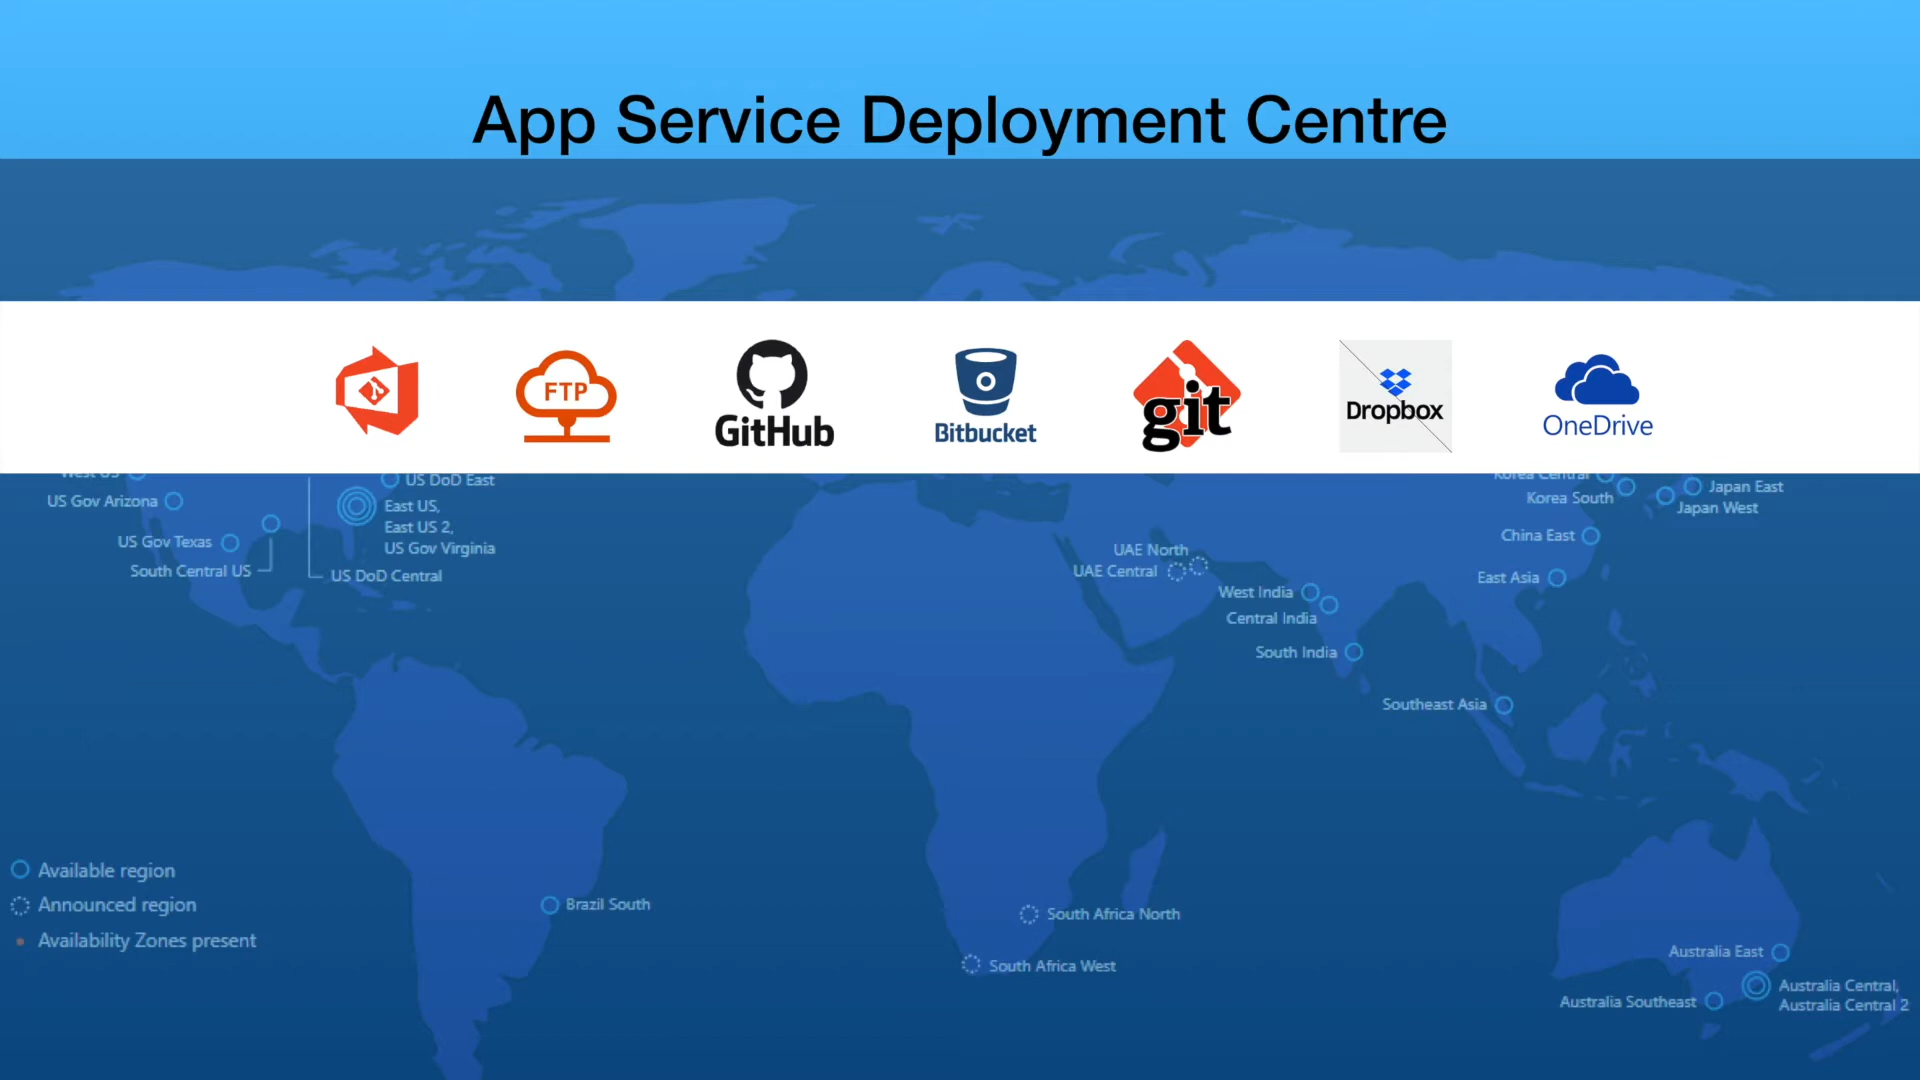 App Service Deployment Centre
FTP
GitHub
Bitbucket
git
Dropbox
OneDrive
West US
US Gov Arizona
US Gov Texas
South Central US
US DoD East
East US,
East US 2,
US Gov Virginia
US DoD Central
UAE North
UAE Central
West India
Central India
South India
Southeast Asia
Korea Central
Korea South
Japan East
Japan West
China East
East Asia
Available region
Announced region
Availability Zones present
Brazil South
South Africa North
South Africa West
Australia East
Australia Southeast
Australia Central,
Australia Central 2